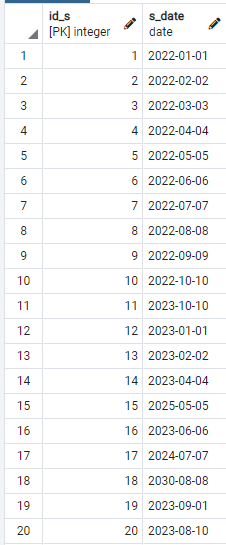 id_s s_date
[PK] integer date
1 1 2022-01-01
2 2 2022-02-02
3 3 2022-03-03
4 4 2022-04-04
5 5 2022-05-05
6 6 2022-06-06
7 7 2022-07-07
8 8 2022-08-08
9 9 2022-09-09
10 10 2022-10-10
11 11 2023-10-10
12 12 2023-01-01
13 13 2023-02-02
14 14 2023-04-04
15 15 2025-05-05
16 16 2023-06-06
17 17 2024-07-07
18 18 2030-08-08
19 19 2023-09-01
20 20 2023-08-10